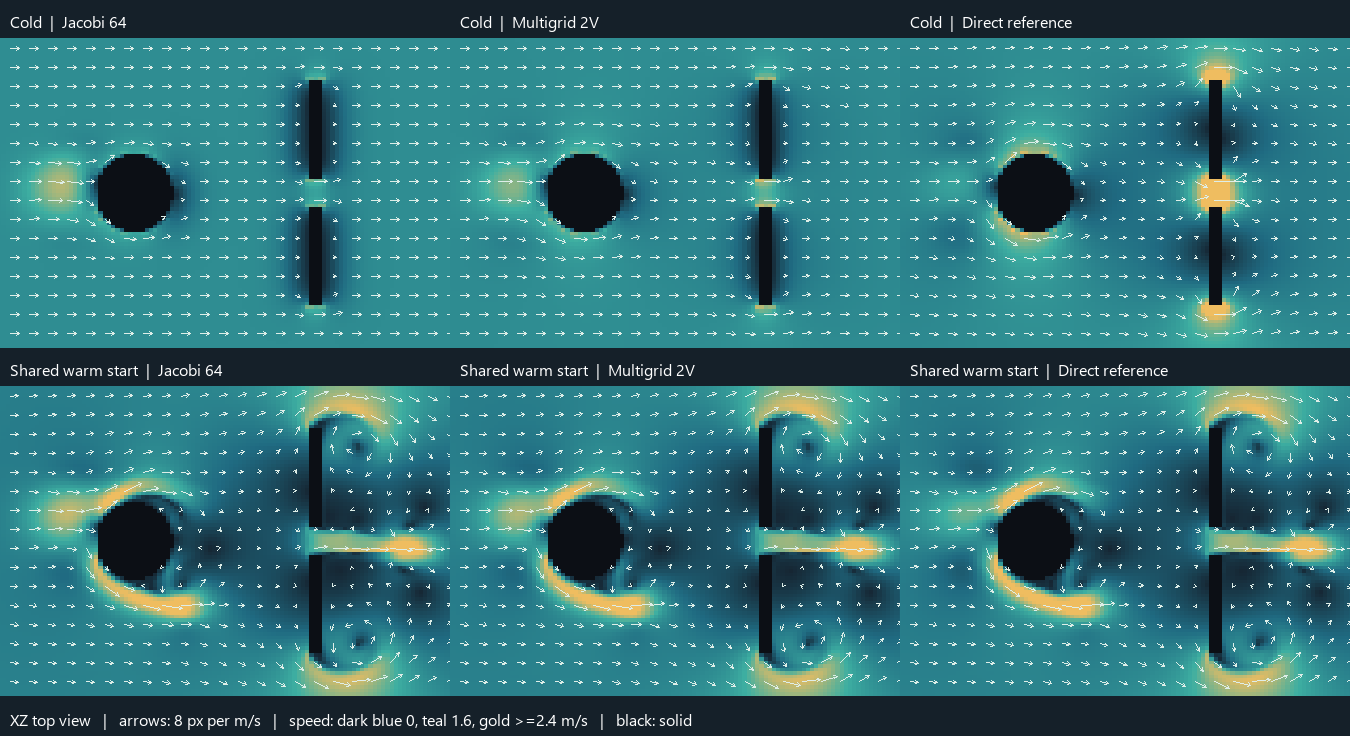 Cold | Jacobi 64
Cold | Multigrid 2V
Cold | Direct reference
Shared warm start | Jacobi 64
Shared warm start | Multigrid 2V
Shared warm start | Direct reference
XZ top view | arrows: 8 px per m/s | speed: dark blue 0, teal 1.6, gold >=2.4 m/s | black: solid